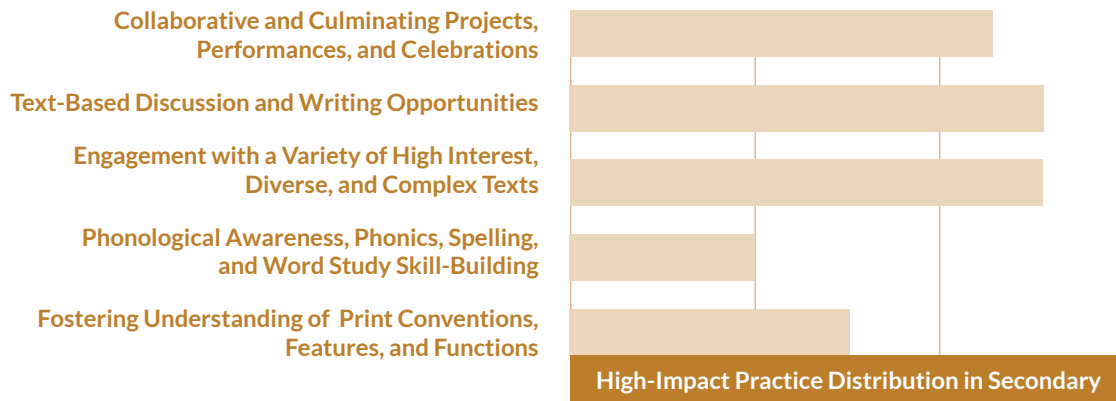 Collaborative and Culminating Projects,
Performances, and Celebrations
Text-Based Discussion and Writing Opportunities
Engagement with a Variety of High Interest,
Diverse, and Complex Texts
Phonological Awareness, Phonics, Spelling,
and Word Study Skill-Building
Fostering Understanding of Print Conventions,
Features, and Functions
High-Impact Practice Distribution in Secondary